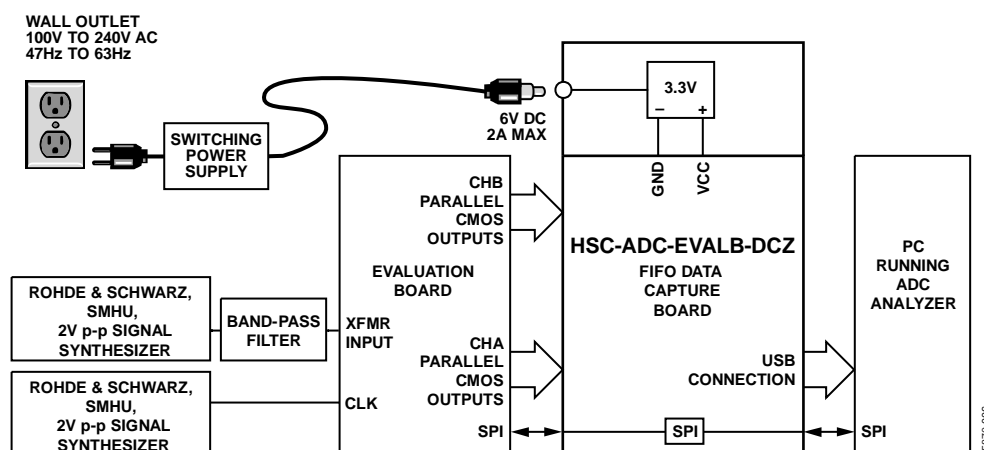 WALL OUTLET
100V TO 240V AC
47Hz TO 63Hz
SWITCHING
POWER
SUPPLY
6V DC
2A MAX
3.3V
– +
GND
VCC
CHB
PARALLEL
CMOS
OUTPUTS
EVALUATION
BOARD
HSC-ADC-EVALB-DCZ
FIFO DATA
CAPTURE
BOARD
PC
RUNNING
ADC
ANALYZER
ROHDE & SCHWARZ,
SMHU,
2V p-p SIGNAL
SYNTHESIZER
BAND-PASS
FILTER
XFMR
INPUT
CHA
PARALLEL
CMOS
OUTPUTS
USB
CONNECTION
ROHDE & SCHWARZ,
SMHU,
2V p-p SIGNAL
SYNTHESIZER
CLK
SPI
SPI
SPI